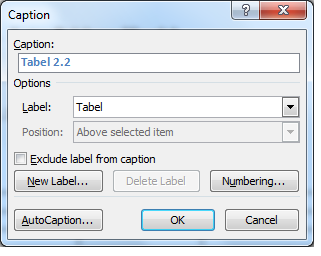 Caption
Caption:
Tabel 2.2
Options
Label: Tabel
Position: Above selected item
Exclude label from caption
New Label... Delete Label Numbering...
AutoCaption... OK Cancel